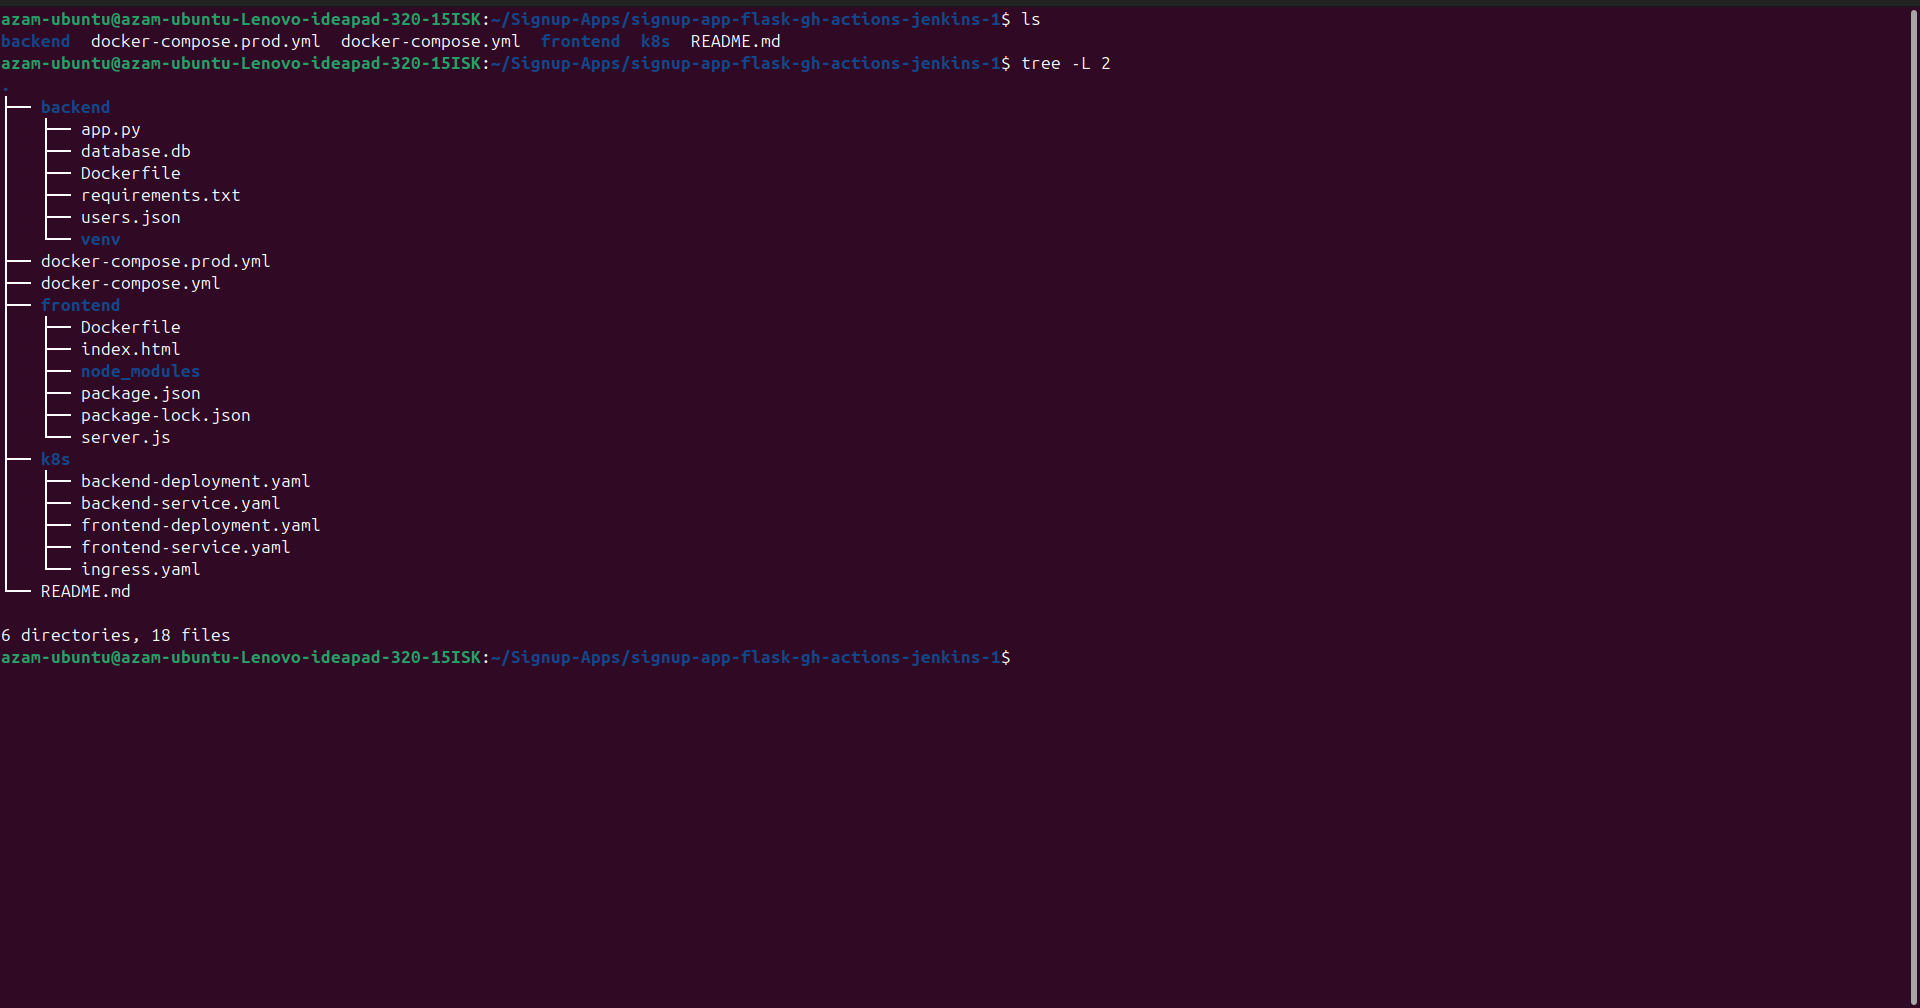 azam-ubuntu@azam-ubuntu-Lenovo-ideapad-320-15ISK:~/Signup-Apps/signup-app-flask-gh-actions-jenkins-1$ ls
backend  docker-compose.prod.yml  docker-compose.yml  frontend  k8s  README.md
azam-ubuntu@azam-ubuntu-Lenovo-ideapad-320-15ISK:~/Signup-Apps/signup-app-flask-gh-actions-jenkins-1$ tree -L 2
.
├── backend
│   ├── app.py
│   ├── database.db
│   ├── Dockerfile
│   ├── requirements.txt
│   ├── users.json
│   └── venv
├── docker-compose.prod.yml
├── docker-compose.yml
├── frontend
│   ├── Dockerfile
│   ├── index.html
│   ├── node_modules
│   ├── package.json
│   ├── package-lock.json
│   └── server.js
├── k8s
│   ├── backend-deployment.yaml
│   ├── backend-service.yaml
│   ├── frontend-deployment.yaml
│   ├── frontend-service.yaml
│   └── ingress.yaml
└── README.md
6 directories, 18 files
azam-ubuntu@azam-ubuntu-Lenovo-ideapad-320-15ISK:~/Signup-Apps/signup-app-flask-gh-actions-jenkins-1$